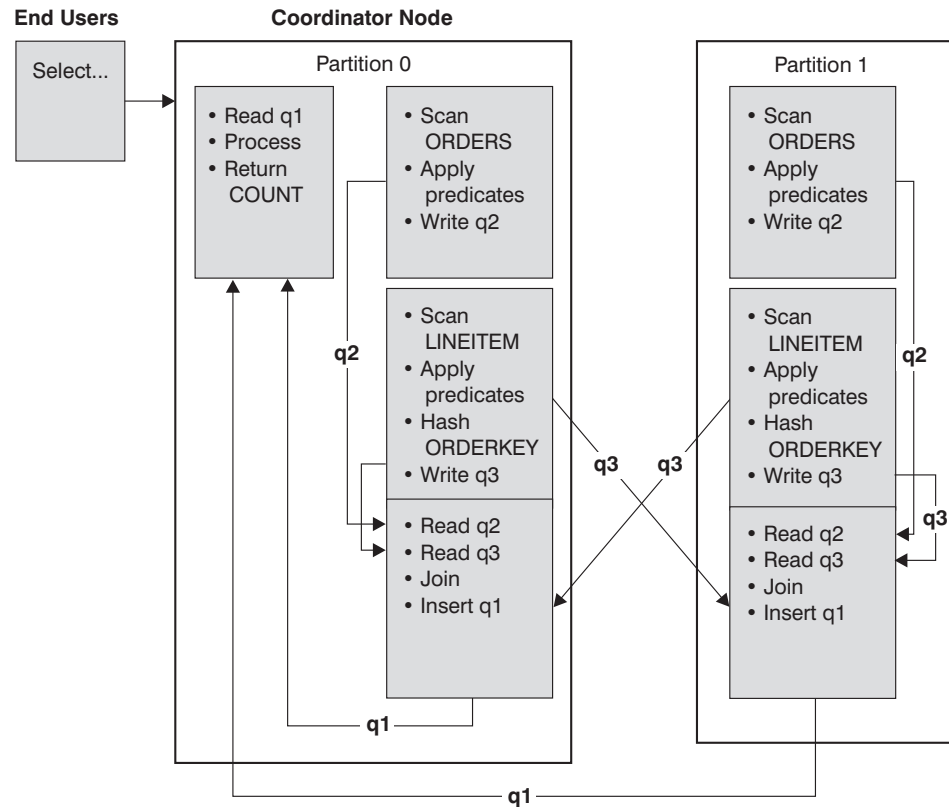 End Users
Coordinator Node
Select...
Partition 0
• Read q1
• Process
• Return
COUNT
• Scan
ORDERS
• Apply
predicates
• Write q2
q2
• Scan
LINEITEM
• Apply
predicates
• Hash
ORDERKEY
• Write q3
• Read q2
• Read q3
• Join
• Insert q1
q1
q3
q3
Partition 1
• Scan
ORDERS
• Apply
predicates
• Write q2
q2
• Scan
LINEITEM
• Apply
predicates
• Hash
ORDERKEY
• Write q3
q3
• Read q2
• Read q3
• Join
• Insert q1
q1